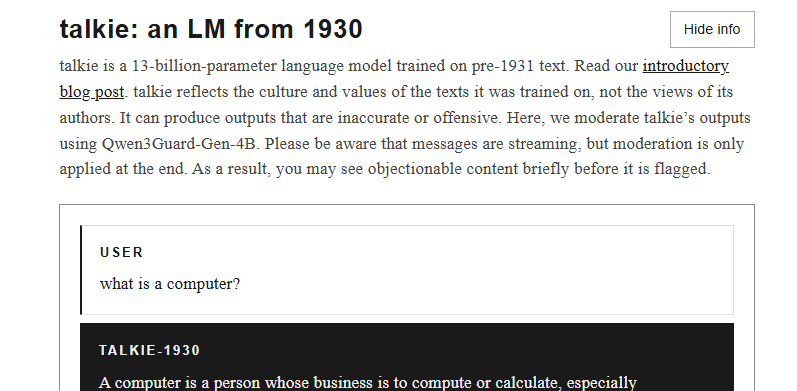 talkie: an LM from 1930
Hide info
talkie is a 13-billion-parameter language model trained on pre-1931 text. Read our introductory
blog post. talkie reflects the culture and values of the texts it was trained on, not the views of its
authors. It can produce outputs that are inaccurate or offensive. Here, we moderate talkie’s outputs
using Qwen3Guard-Gen-4B. Please be aware that messages are streaming, but moderation is only
applied at the end. As a result, you may see objectionable content briefly before it is flagged.
USER
what is a computer?
TALKIE-1930
A computer is a person whose business is to compute or calculate, especially